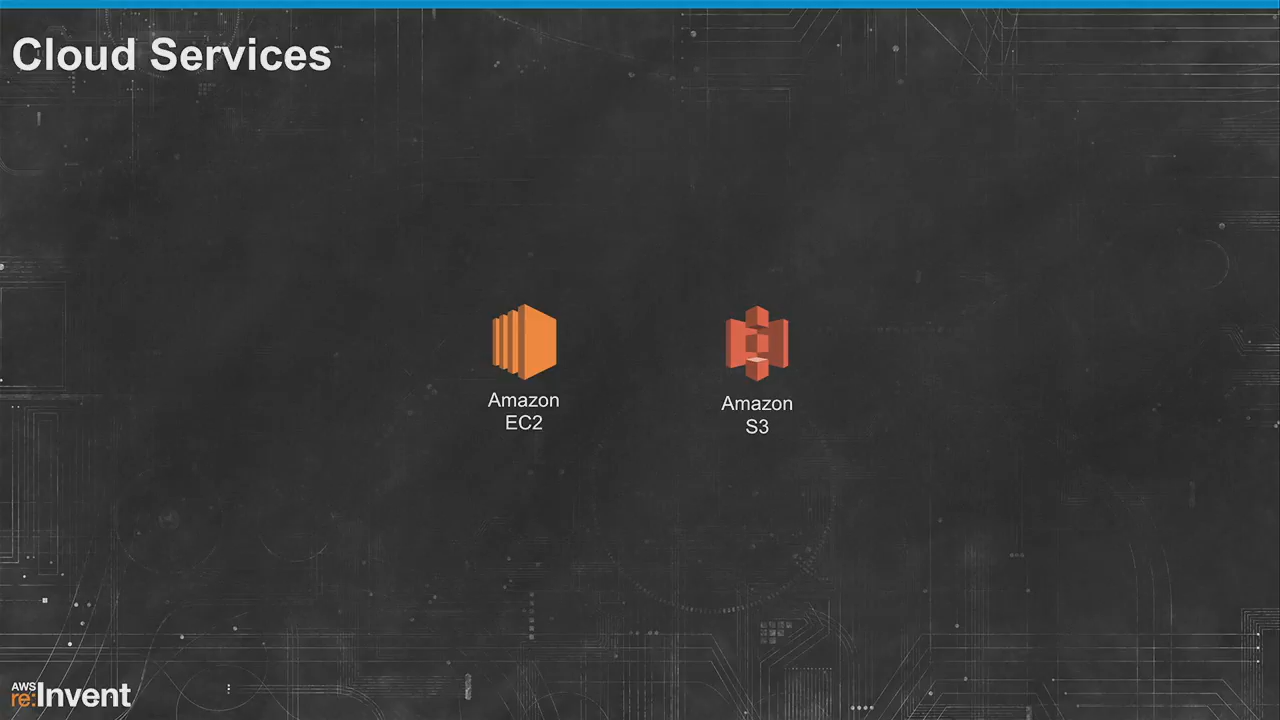 Cloud Services
Amazon
EC2
Amazon
S3
AWS
re:Invent